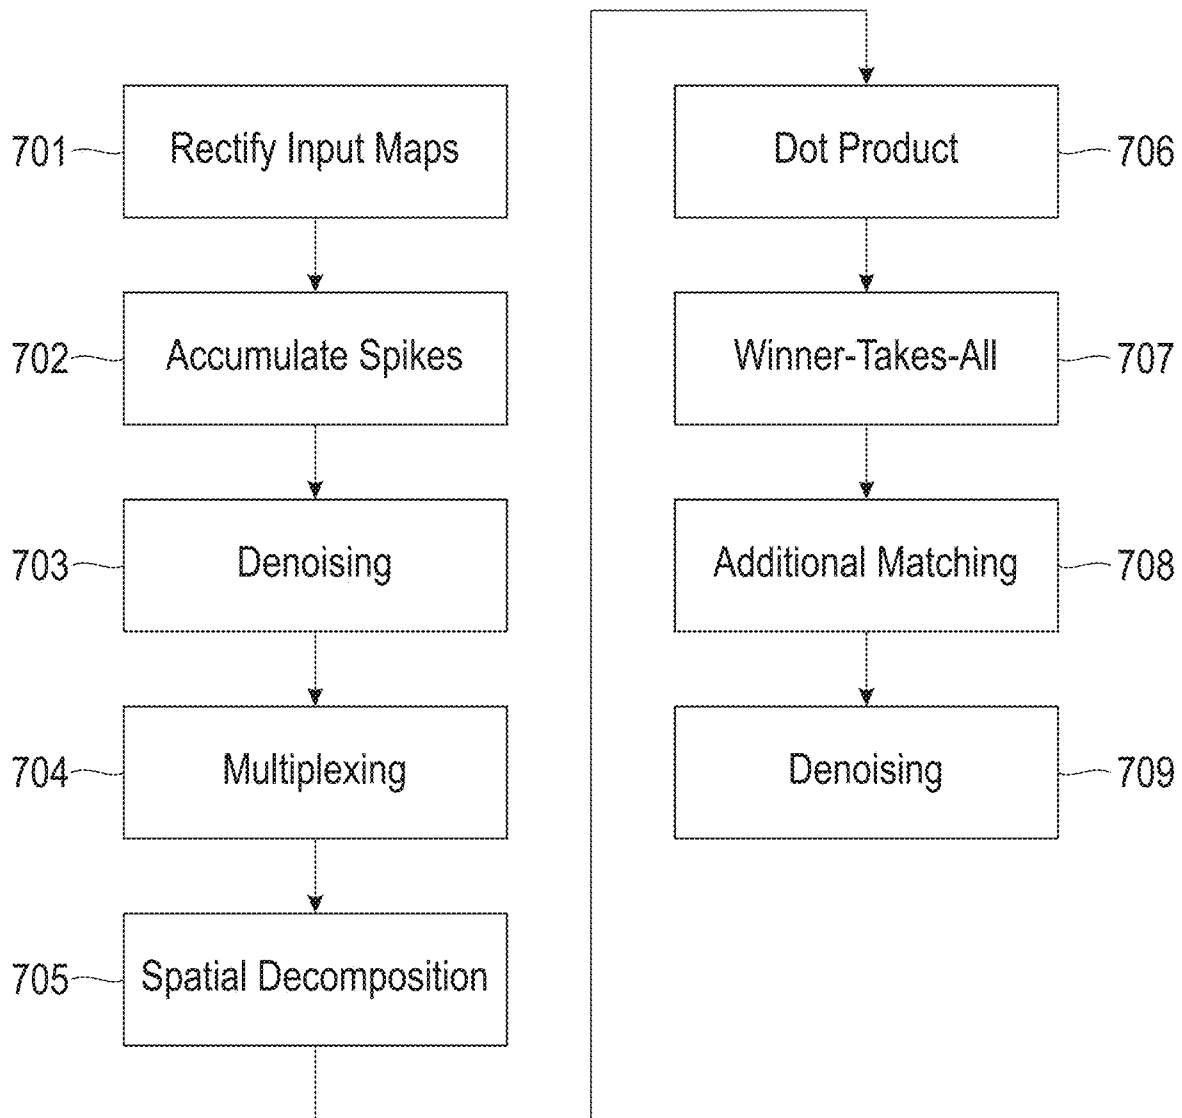 701
Rectify Input Maps
702
Accumulate Spikes
703
Denoising
704
Multiplexing
705
Spatial Decomposition
Dot Product
706
Winner-Takes-All
707
Additional Matching
708
Denoising
709